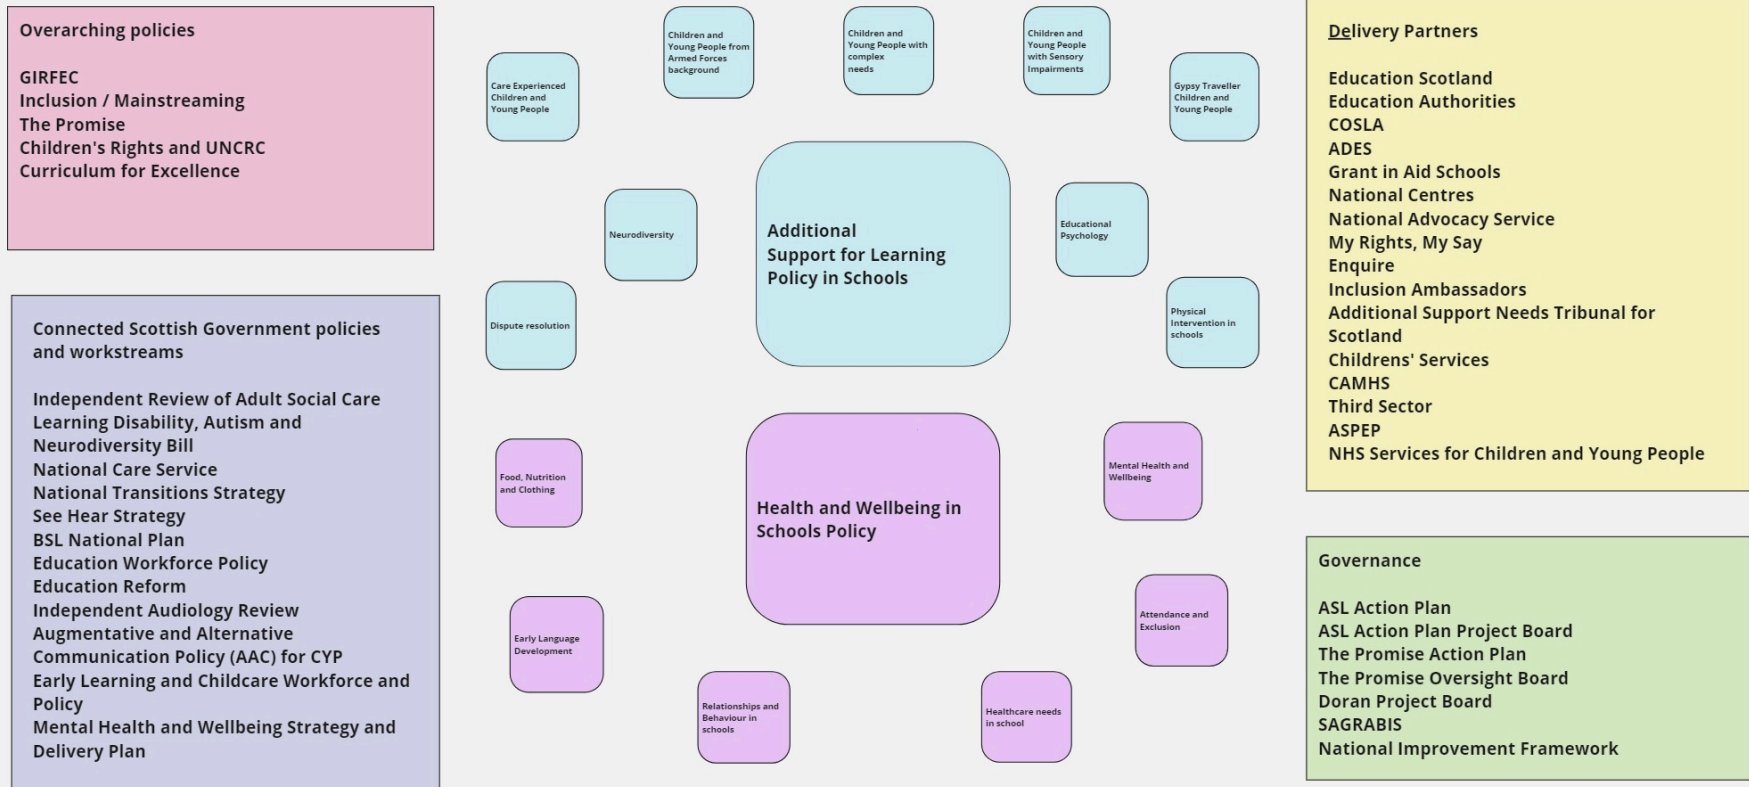 Overarching policies
GIRFEC
Inclusion / Mainstreaming
The Promise
Children's Rights and UNCRC
Curriculum for Excellence
Connected Scottish Government policies
and workstreams
Independent Review of Adult Social Care
Learning Disability, Autism and
Neurodiversity Bill
National Care Service
National Transitions Strategy
See Hear Strategy
BSL National Plan
Education Workforce Policy
Education Reform
Independent Audiology Review
Augmentative and Alternative
Communication Policy (AAC) for CYP
Early Learning and Childcare Workforce and
Policy
Mental Health and Wellbeing Strategy and
Delivery Plan
Care Experienced
Children and
Young People
Children and
Young People from
Armed Forces
background
Children and
Young People with
complex
needs
Children and
Young People
with Sensory
Impairments
Gypsy Traveller
Children and
Young People
Neurodiversity
Additional
Support for Learning
Policy in Schools
Educational
Psychology
Dispute resolution
Physical
Intervention in
schools
Food, Nutrition
and Clothing
Health and Wellbeing in
Schools Policy
Mental Health and
Wellbeing
Early Language
Development
Attendance and
Exclusion
Relationships and
Behaviour in
schools
Healthcare needs
in school
Delivery Partners
Education Scotland
Education Authorities
COSLA
ADES
Grant in Aid Schools
National Centres
National Advocacy Service
My Rights, My Say
Enquire
Inclusion Ambassadors
Additional Support Needs Tribunal for
Scotland
Childrens' Services
CAMHS
Third Sector
ASPEP
NHS Services for Children and Young People
Governance
ASL Action Plan
ASL Action Plan Project Board
The Promise Action Plan
The Promise Oversight Board
Doran Project Board
SAGRABIS
National Improvement Framework